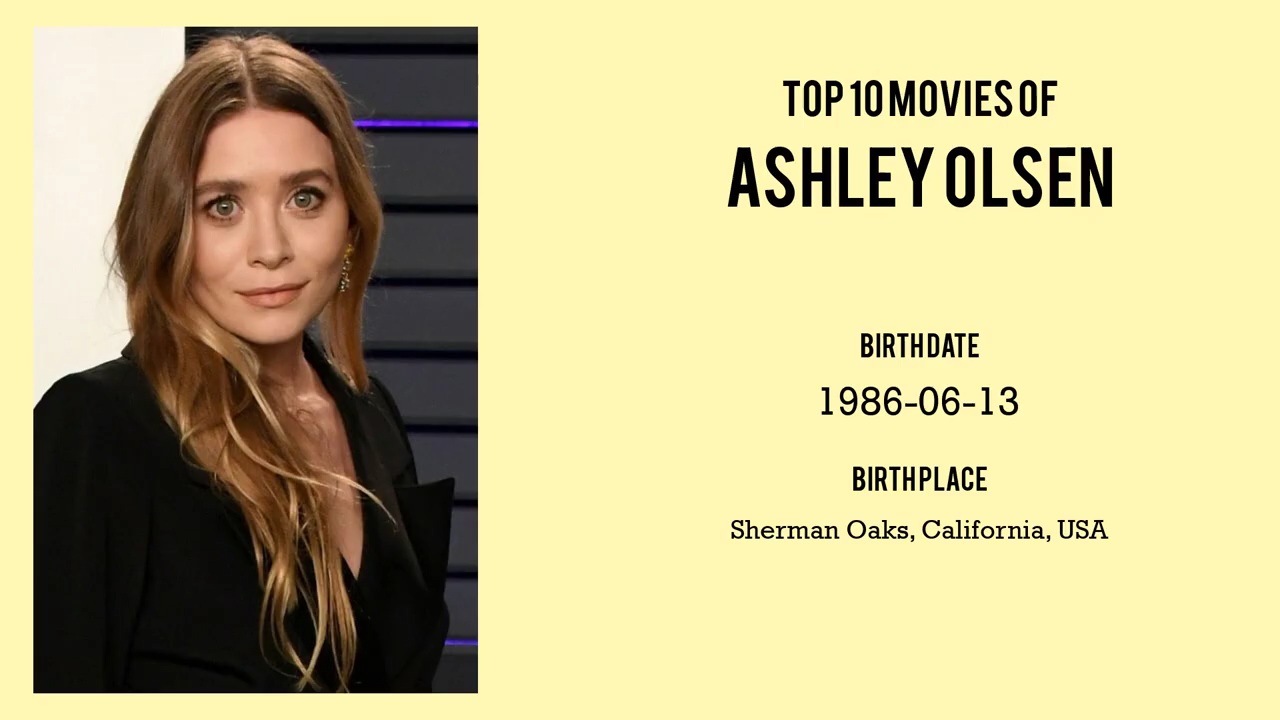 TOP 10 MOVIES OF
ASHLEY OLSEN
BIRTHDATE
1986-06-13
BIRTHPLACE
Sherman Oaks, California, USA